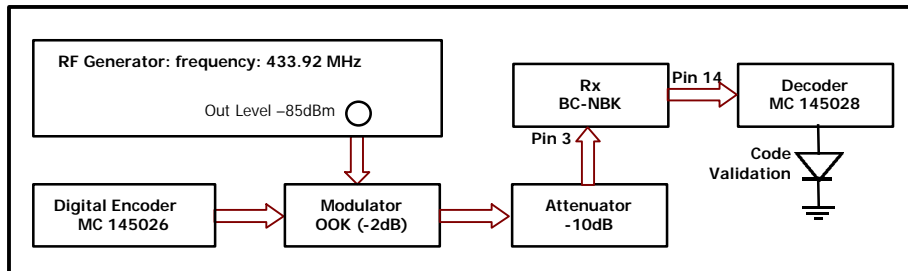 RF Generator: frequency: 433.92 MHz
Out Level –85dBm
Rx
BC-NBK
Pin 14
Decoder
MC 145028
Pin 3
Code
Validation
Digital Encoder
MC 145026
Modulator
OOK (-2dB)
Attenuator
-10dB